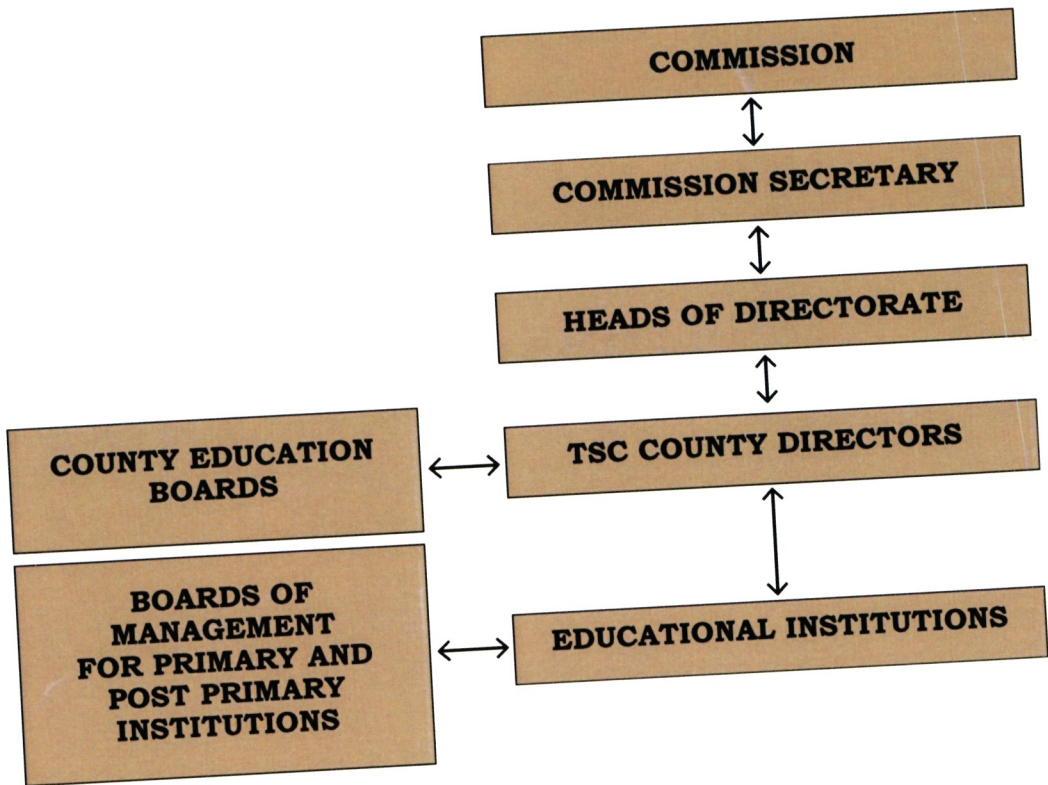 COMMISSION
COMMISSION SECRETARY
HEADS OF DIRECTORATE
TSC COUNTY DIRECTORS
COUNTY EDUCATION
BOARDS
EDUCATIONAL INSTITUTIONS
BOARDS OF
MANAGEMENT
FOR PRIMARY AND
POST PRIMARY
INSTITUTIONS